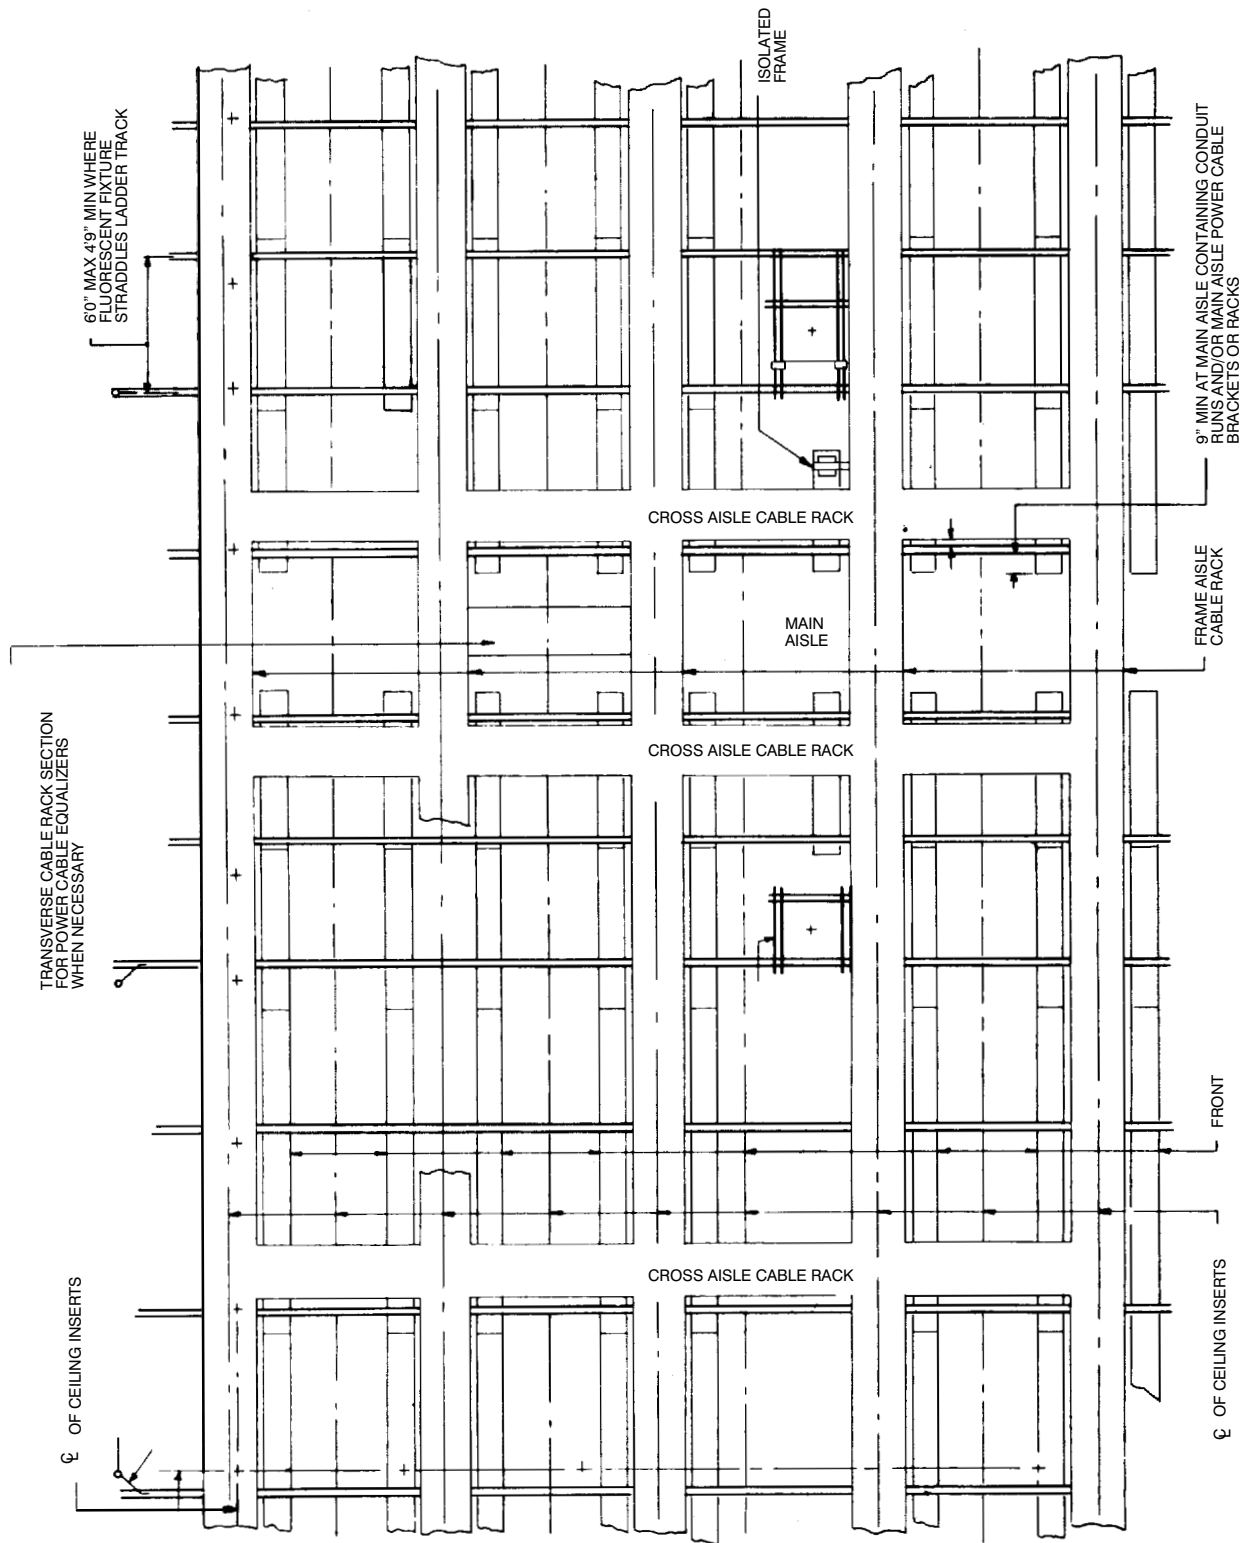 ISOLATED
FRAME
6'0" MAX 4'9" MIN WHERE
FLUORESCENT FIXTURE
STRADDLES LADDER TRACK
9" MIN AT MAIN AISLE CONTAINING CONDUIT
RUNS AND/OR MAIN AISLE POWER CABLE
BRACKETS OR RACKS
CROSS AISLE CABLE RACK
FRAME AISLE
CABLE RACK
MAIN
AISLE
TRANSVERSE CABLE RACK SECTION
FOR POWER CABLE EQUALIZERS
WHEN NECESSARY
CROSS AISLE CABLE RACK
FRONT
CROSS AISLE CABLE RACK
℄ OF CEILING INSERTS
℄ OF CEILING INSERTS